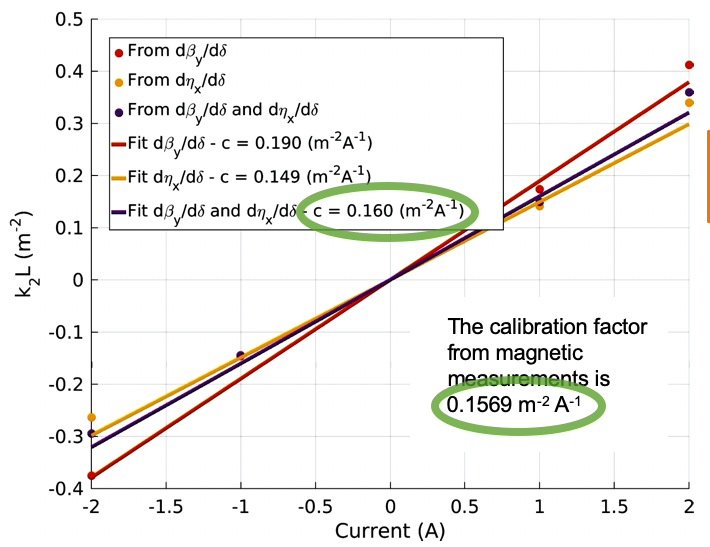 0.5
0.4
0.3
0.2
0.1
0
-0.1
-0.2
-0.3
-0.4
k₂L (m⁻²)
From dβᵧ/dδ
From dηₓ/dδ
From dβᵧ/dδ and dηₓ/dδ
Fit dβᵧ/dδ - c = 0.190 (m⁻²A⁻¹)
Fit dηₓ/dδ - c = 0.149 (m⁻²A⁻¹)
Fit dβᵧ/dδ and dηₓ/dδ - c = 0.160 (m⁻²A⁻¹)
The calibration factor
from magnetic
measurements is
0.1569 m⁻² A⁻¹
-2 -1.5 -1 -0.5 0 0.5 1 1.5 2
Current (A)